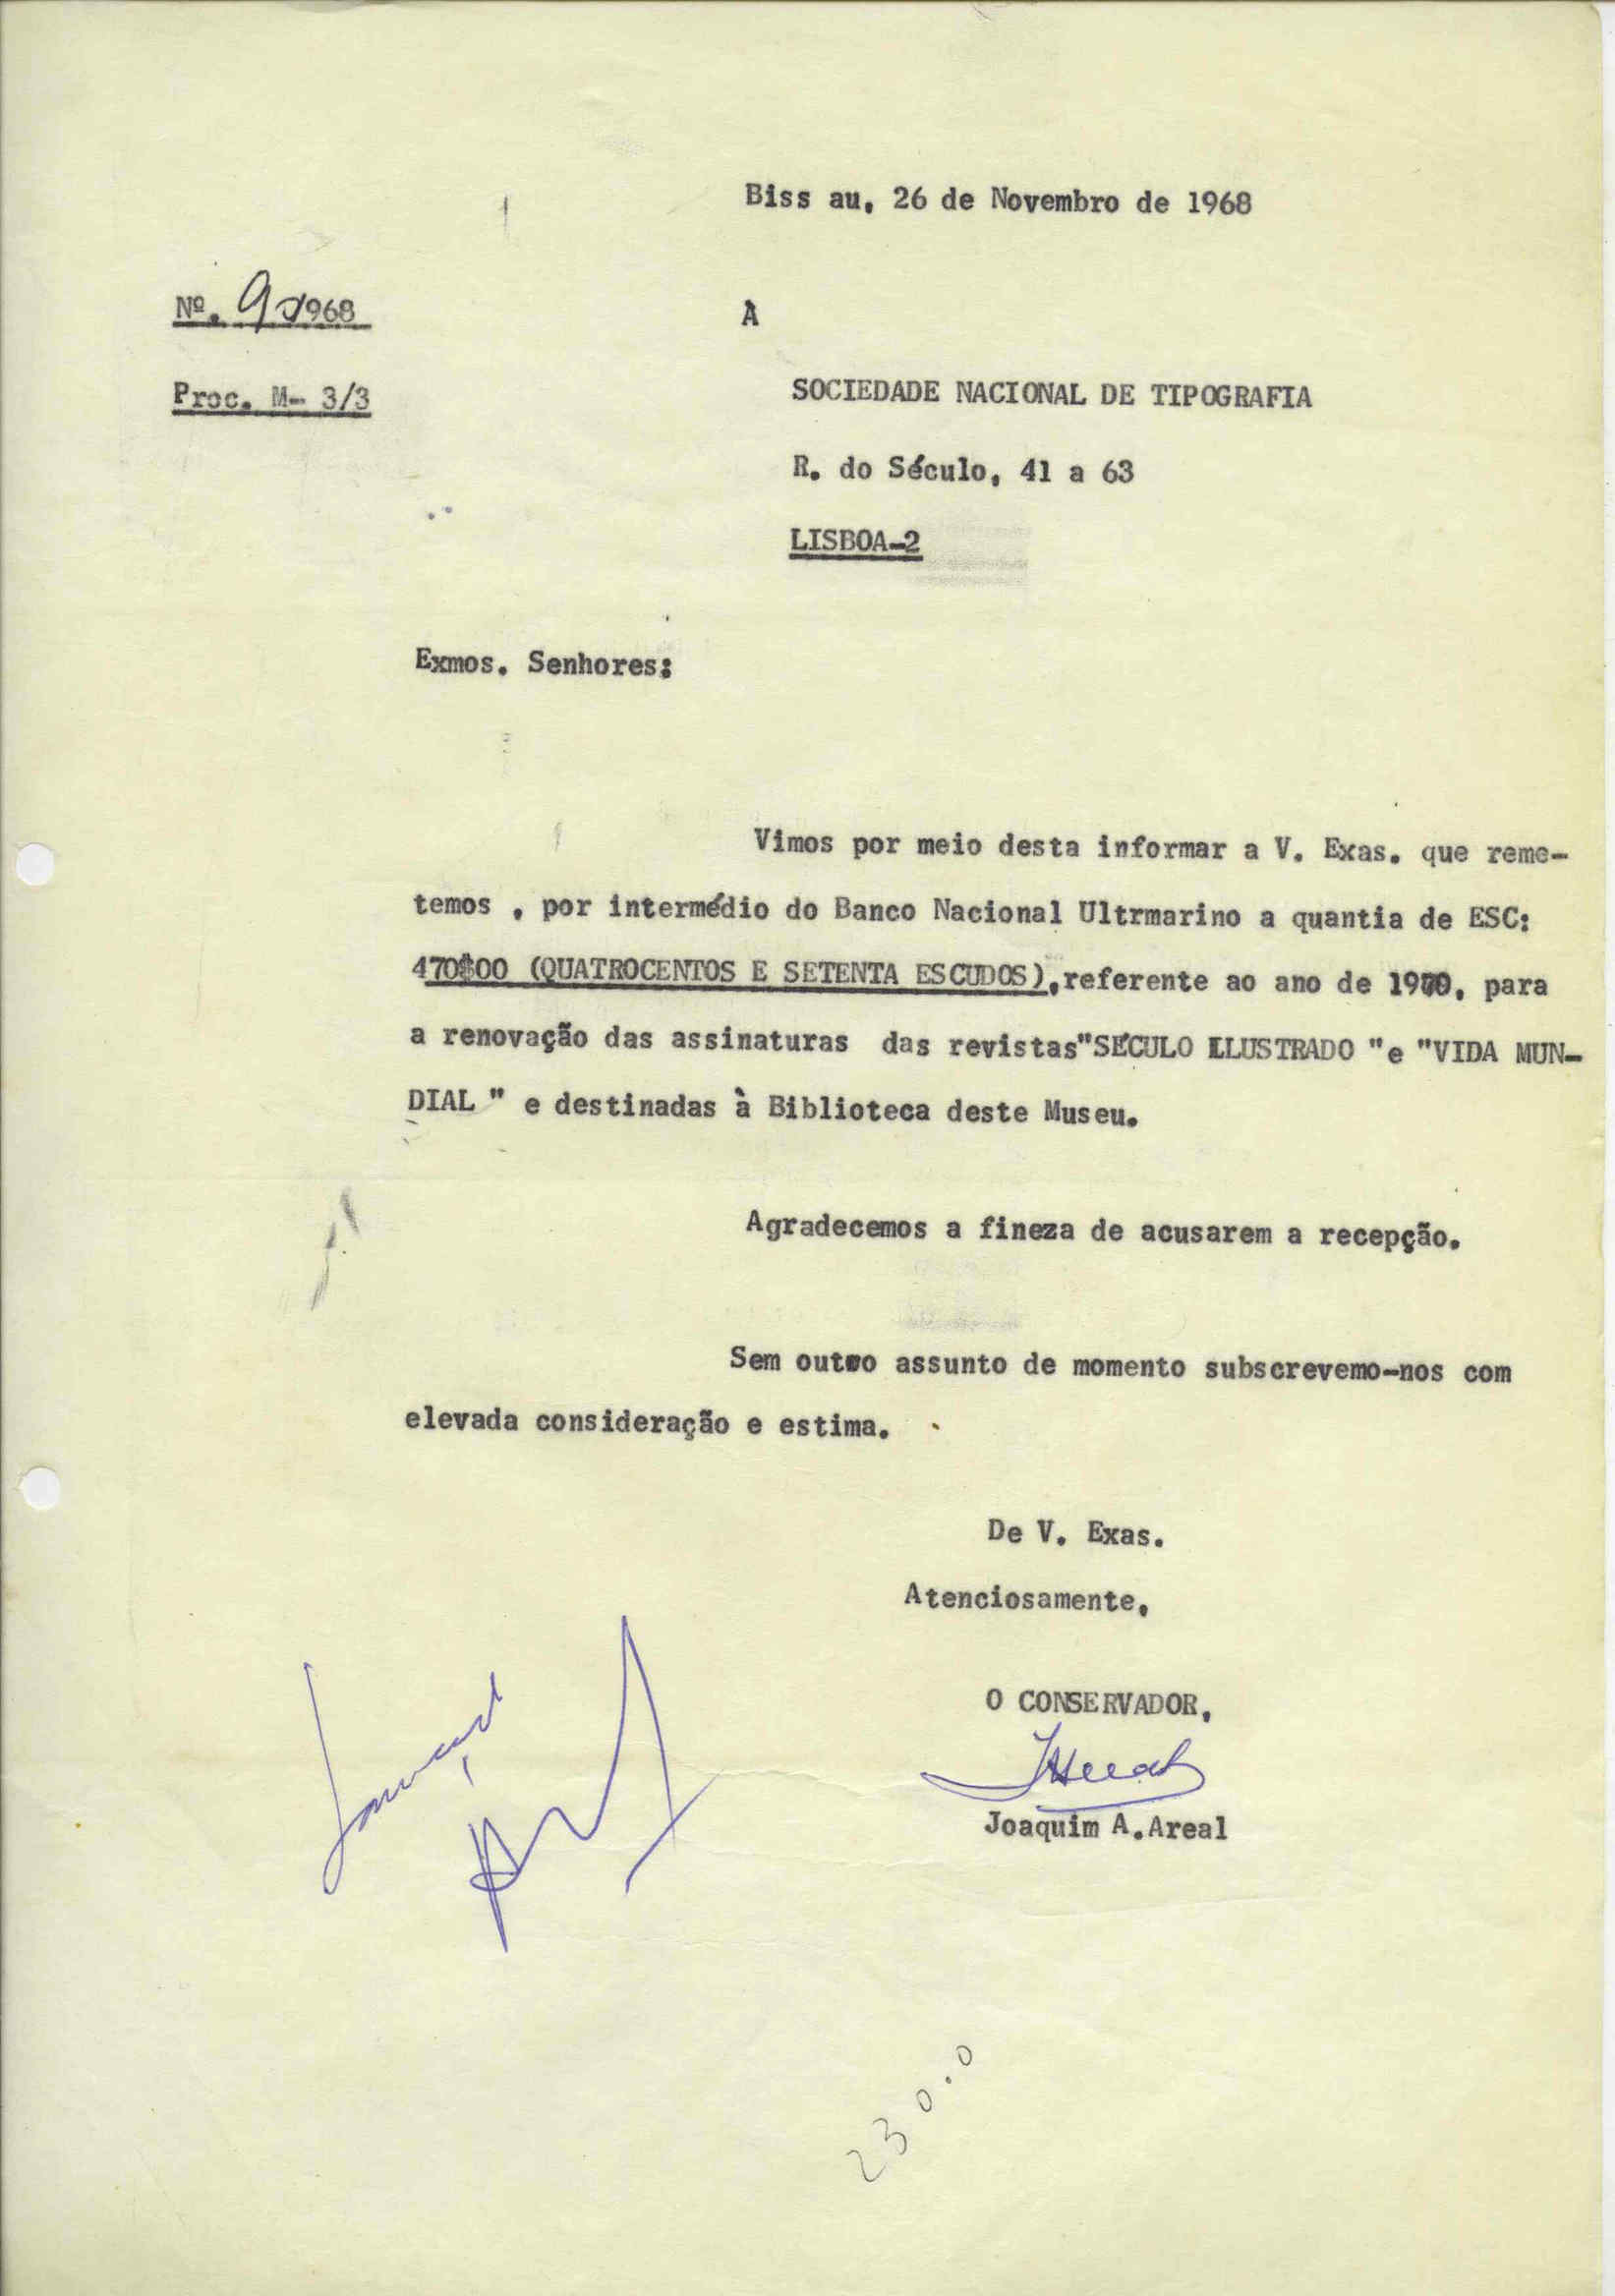 Biss au, 26 de Novembro de 1968
Nº. 9 /1968
A
Proc. M- 3/3
SOCIEDADE NACIONAL DE TIPOGRAFIA
R. do Século, 41 a 63
LISBOA-2
Exmos. Senhores:
Vimos por meio desta informar a V. Exas. que reme-
temos , por intermédio do Banco Nacional Ultrmarino a quantia de ESC:
470$00 (QUATROCENTOS E SETENTA ESCUDOS),referente ao ano de 1970, para
a renovação das assinaturas das revistas"SÉCULO ILUSTRADO "e "VIDA MUN-
DIAL " e destinadas à Biblioteca deste Museu.
Agradecemos a fineza de acusarem a recepção.
Sem outro assunto de momento subscrevemo-nos com
elevada consideração e estima.
De V. Exas.
Atenciosamente,
O CONSERVADOR,
Joaquim A.Areal
230.0